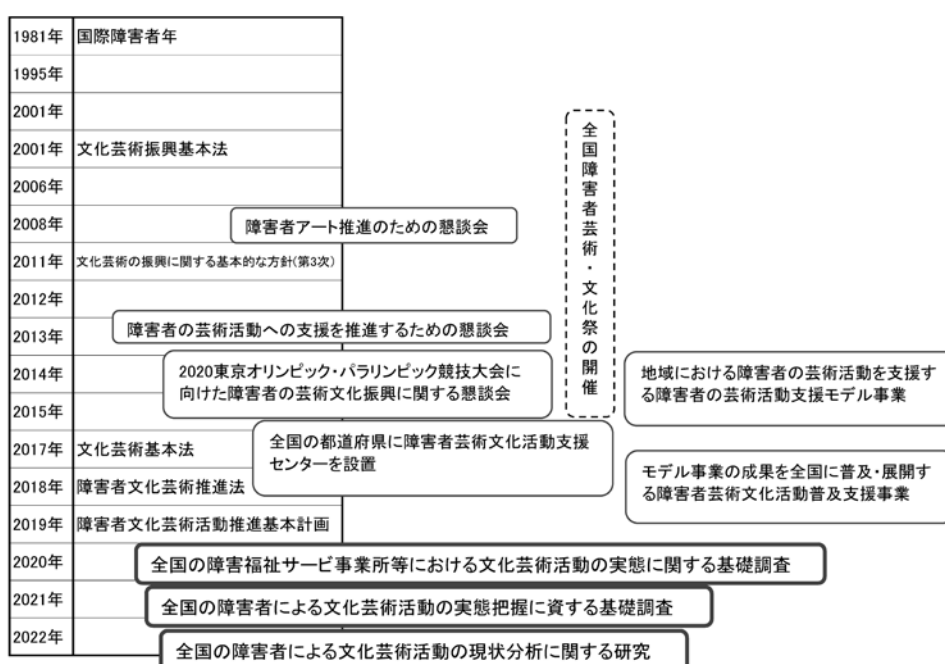 1981年 国際障害者年
1995年
2001年
2001年 文化芸術振興基本法
2006年
2008年
障害者アート推進のための懇談会
2011年 文化芸術の振興に関する基本的な方針(第3次)
2012年
2013年
障害者の芸術活動への支援を推進するための懇談会
2014年
2015年
2020東京オリンピック・パラリンピック競技大会に
向けた障害者の芸術文化振興に関する懇談会
全国障害者芸術・文化祭の開催
地域における障害者の芸術活動を支援す
る障害者の芸術活動支援モデル事業
2017年 文化芸術基本法
全国の都道府県に障害者芸術文化活動支援
センターを設置
2018年 障害者文化芸術推進法
モデル事業の成果を全国に普及・展開す
る障害者芸術文化活動普及支援事業
2019年 障害者文化芸術活動推進基本計画
2020年
全国の障害福祉サービ事業所等における文化芸術活動の実態に関する基礎調査
2021年
全国の障害者による文化芸術活動の実態把握に資する基礎調査
2022年
全国の障害者による文化芸術活動の現状分析に関する研究